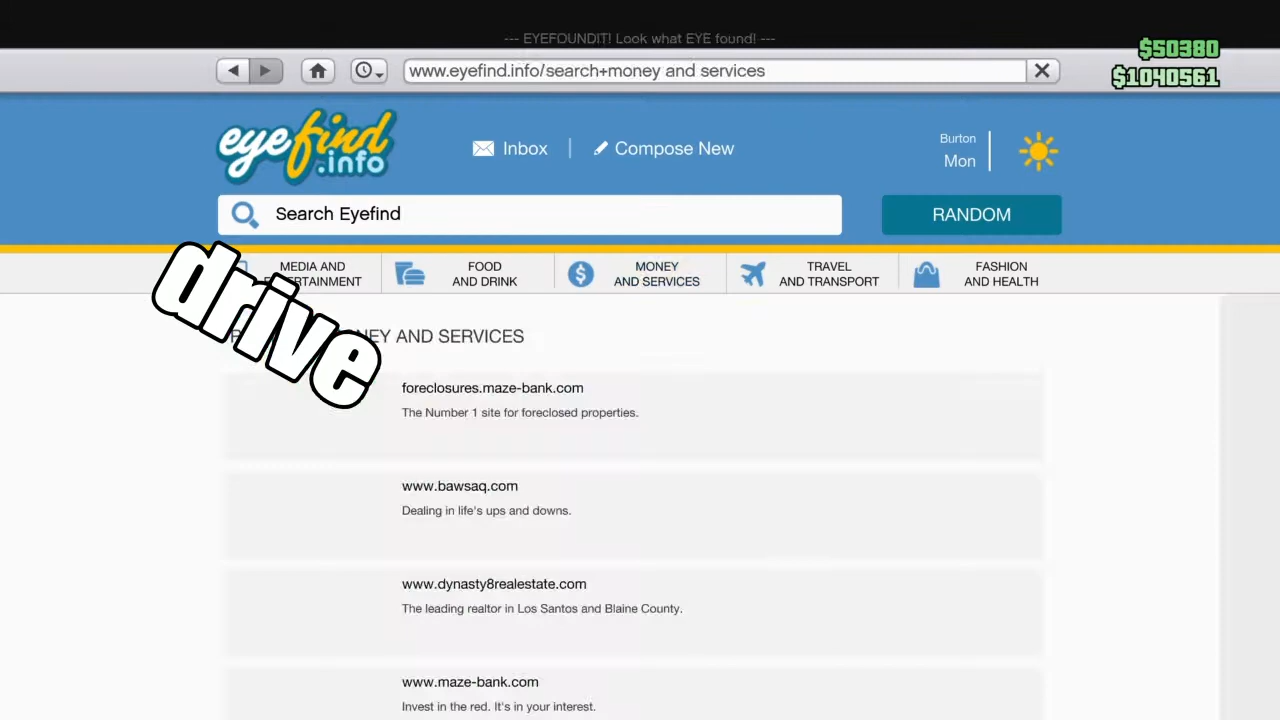 --- EYEFOUNDIT! Look what EYE found! ---
$50380
www.eyefind.info/search+money and services
$1040561
eyefind
.info
Inbox
Compose New
Burton
Mon
Search Eyefind
RANDOM
drive
MEDIA AND
FOOD
AND DRINK
MONEY
AND SERVICES
TRAVEL
AND TRANSPORT
FASHION
AND HEALTH
AND SERVICES
foreclosures.maze-bank.com
The Number 1 site for foreclosed properties.
www.bawsaq.com
Dealing in life's ups and downs.
www.dynasty8realestate.com
The leading realtor in Los Santos and Blaine County.
www.maze-bank.com
Invest in the red. It's in your interest.